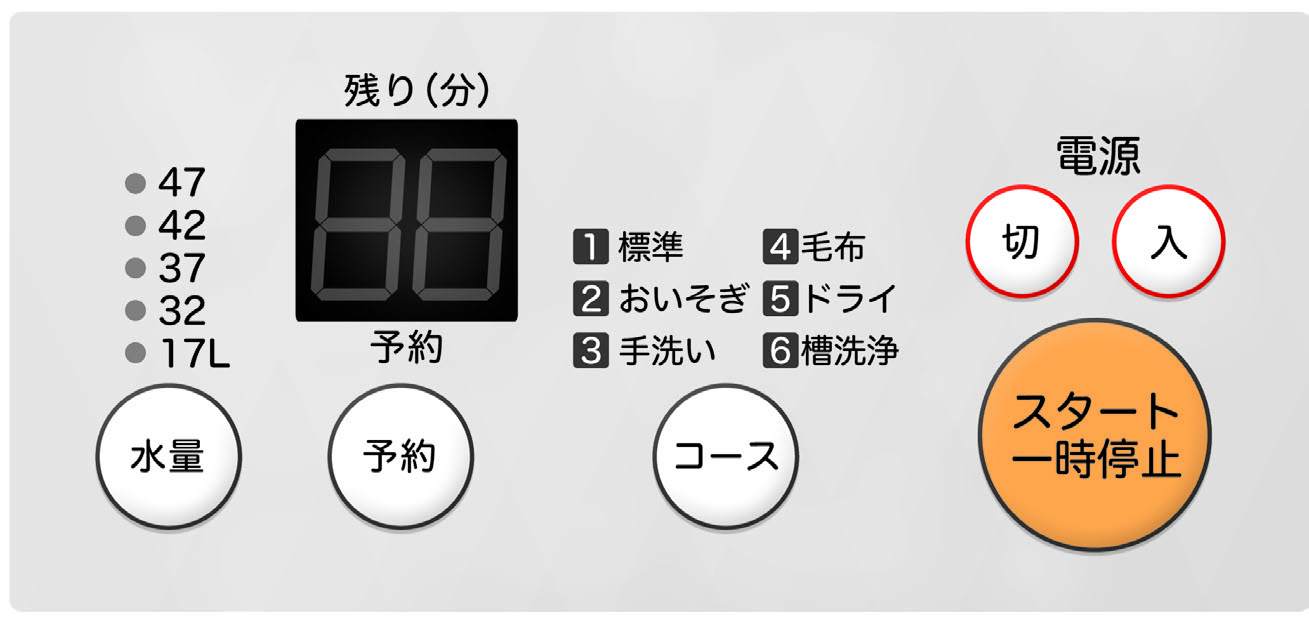 残り(分)
47
42
37
32
17L
予約
水量
予約
1 標準
2 おいそぎ
3 手洗い
4 毛布
5 ドライ
6 槽洗浄
コース
電源
切
入
スタート
一時停止